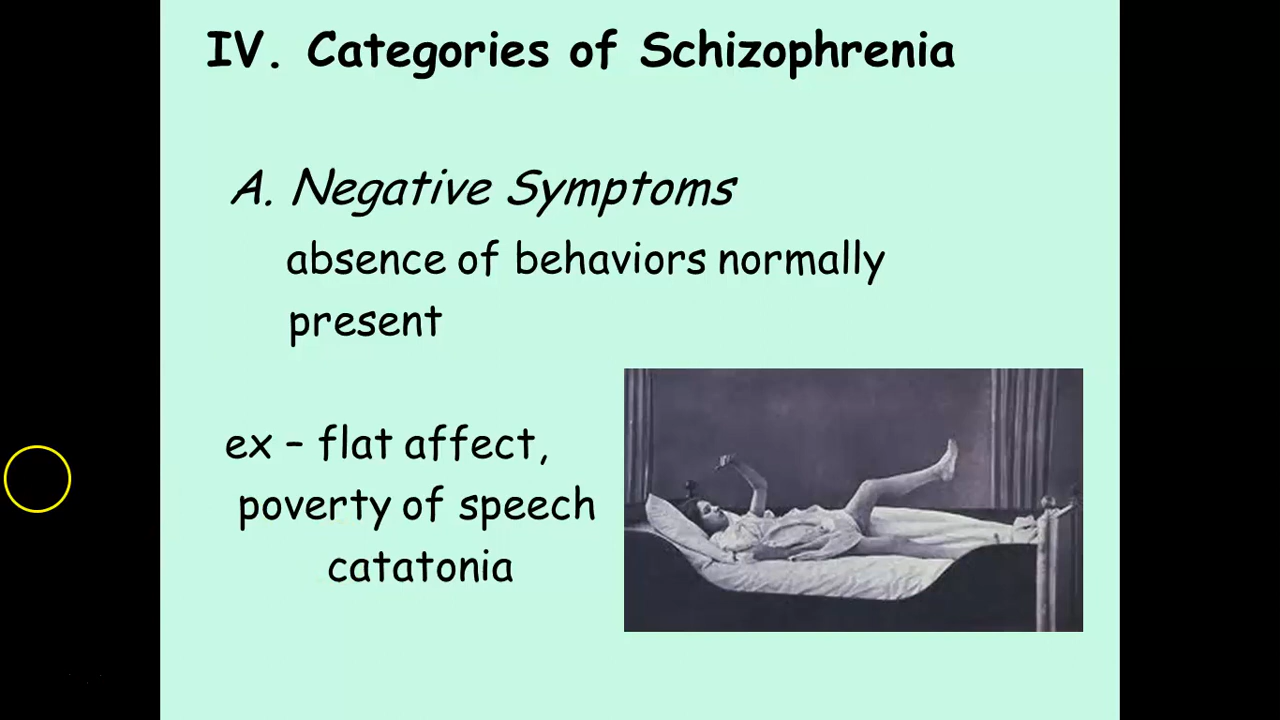 IV. Categories of Schizophrenia
A. Negative Symptoms
absence of behaviors normally
present
ex – flat affect,
poverty of speech
catatonia